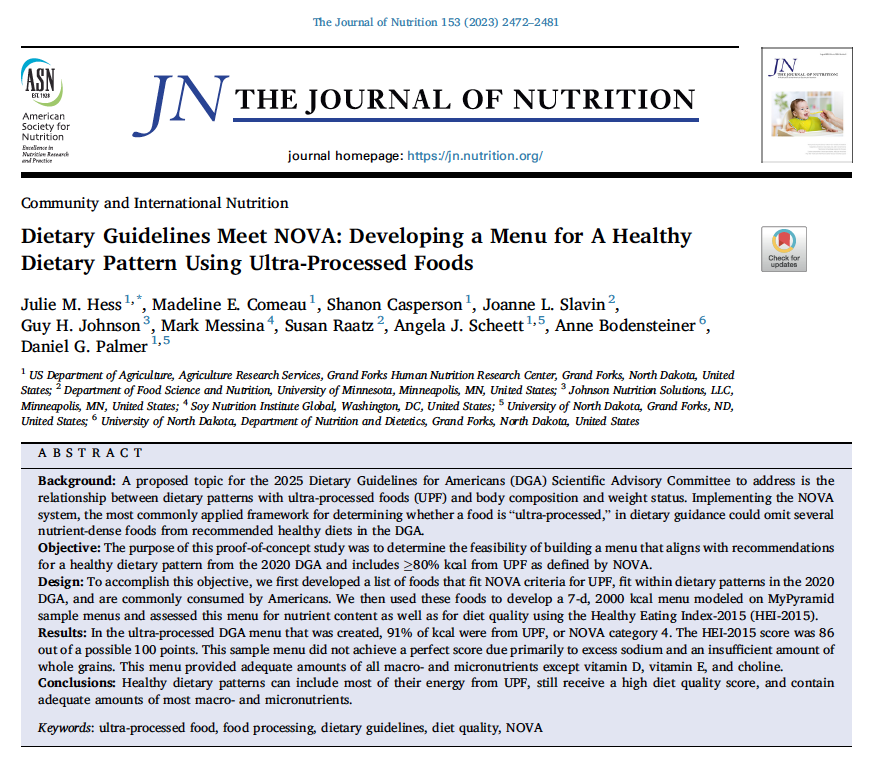 The Journal of Nutrition 153 (2023) 2472–2481
ASN
EST. 1928
American
Society for
Nutrition
Excellence in
Nutrition Research
and Practice
JN THE JOURNAL OF NUTRITION
journal homepage: https://jn.nutrition.org/
JN
THE JOURNAL OF NUTRITION
Community and International Nutrition
Dietary Guidelines Meet NOVA: Developing a Menu for A Healthy
Dietary Pattern Using Ultra-Processed Foods
Check for
updates
Julie M. Hess 1,*, Madeline E. Comeau 1, Shanon Casperson 1, Joanne L. Slavin 2,
Guy H. Johnson 3, Mark Messina 4, Susan Raatz 2, Angela J. Scheett 1,5, Anne Bodensteiner 6,
Daniel G. Palmer 1,5
1 US Department of Agriculture, Agriculture Research Services, Grand Forks Human Nutrition Research Center, Grand Forks, North Dakota, United
States; 2 Department of Food Science and Nutrition, University of Minnesota, Minneapolis, MN, United States; 3 Johnson Nutrition Solutions, LLC,
Minneapolis, MN, United States; 4 Soy Nutrition Institute Global, Washington, DC, United States; 5 University of North Dakota, Grand Forks, ND,
United States; 6 University of North Dakota, Department of Nutrition and Dietetics, Grand Forks, North Dakota, United States
ABSTRACT
Background: A proposed topic for the 2025 Dietary Guidelines for Americans (DGA) Scientific Advisory Committee to address is the
relationship between dietary patterns with ultra-processed foods (UPF) and body composition and weight status. Implementing the NOVA
system, the most commonly applied framework for determining whether a food is “ultra-processed,” in dietary guidance could omit several
nutrient-dense foods from recommended healthy diets in the DGA.
Objective: The purpose of this proof-of-concept study was to determine the feasibility of building a menu that aligns with recommendations
for a healthy dietary pattern from the 2020 DGA and includes ≥80% kcal from UPF as defined by NOVA.
Design: To accomplish this objective, we first developed a list of foods that fit NOVA criteria for UPF, fit within dietary patterns in the 2020
DGA, and are commonly consumed by Americans. We then used these foods to develop a 7-d, 2000 kcal menu modeled on MyPyramid
sample menus and assessed this menu for nutrient content as well as for diet quality using the Healthy Eating Index-2015 (HEI-2015).
Results: In the ultra-processed DGA menu that was created, 91% of kcal were from UPF, or NOVA category 4. The HEI-2015 score was 86
out of a possible 100 points. This sample menu did not achieve a perfect score due primarily to excess sodium and an insufficient amount of
whole grains. This menu provided adequate amounts of all macro- and micronutrients except vitamin D, vitamin E, and choline.
Conclusions: Healthy dietary patterns can include most of their energy from UPF, still receive a high diet quality score, and contain
adequate amounts of most macro- and micronutrients.
Keywords: ultra-processed food, food processing, dietary guidelines, diet quality, NOVA